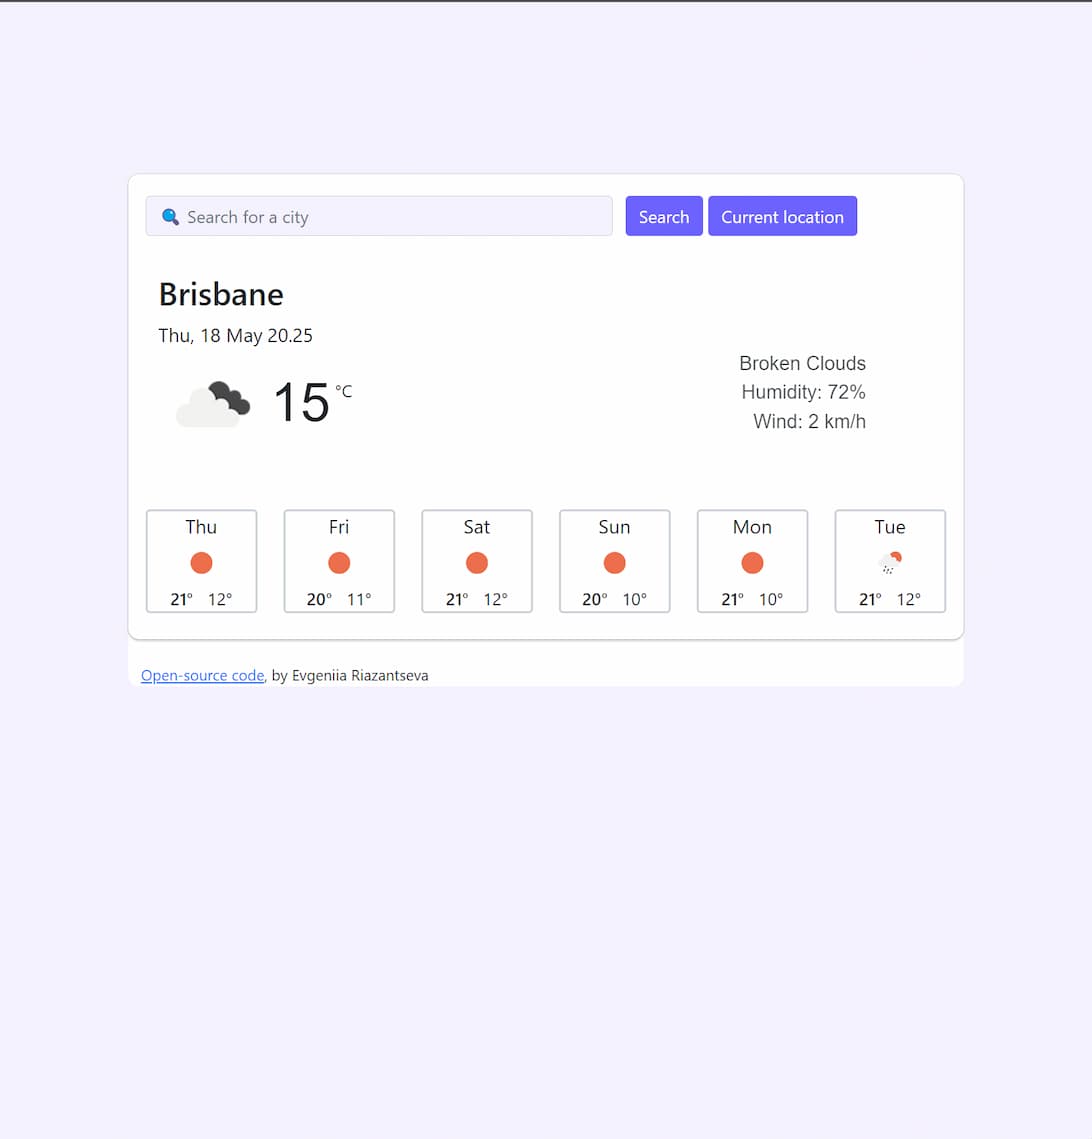 Search for a city Search Current location
Brisbane
Thu, 18 May 20.25
15 °C
Broken Clouds
Humidity: 72%
Wind: 2 km/h
Thu Fri Sat Sun Mon Tue
21° 12° 20° 11° 21° 12° 20° 10° 21° 10° 21° 12°
Open-source code, by Evgeniia Riazantseva